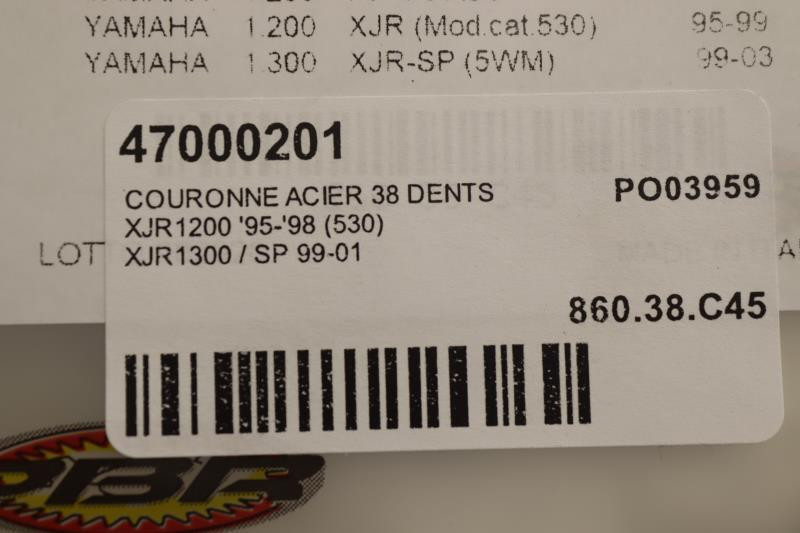 YAMAHA 1.200 XJR (Mod.cat.530) 95-99
YAMAHA 1.300 XJR-SP (5WM) 99-03
47000201
COURONNE ACIER 38 DENTS PO03959
XJR1200 '95-'98 (530)
XJR1300 / SP 99-01
LOT
860.38.C45
PBR